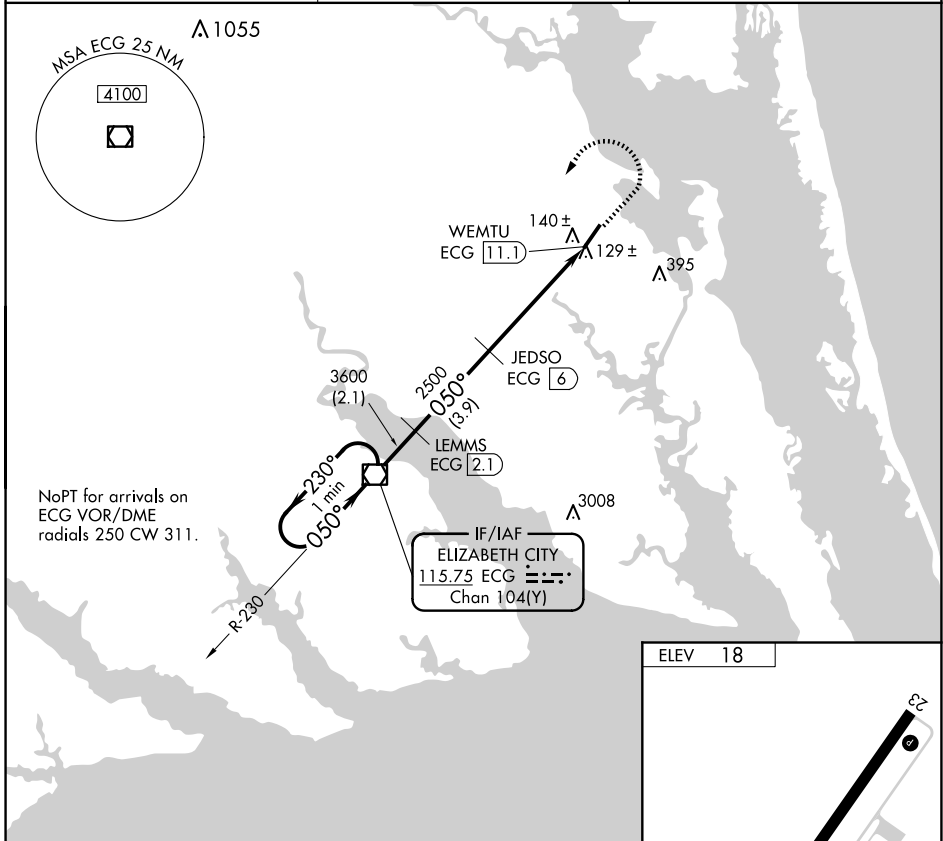 1055
MSA ECG 25 NM
4100
WEMTU
ECG 11.1
140 ±
129 ±
395
JEDSO
ECG 6
3600
(2.1)
2500
050°
(3.9)
LEMMS
ECG 2.1
230°
1 min
050°
NoPT for arrivals on
ECG VOR/DME
radials 250 CW 311.
3008
IF/IAF
ELIZABETH CITY
115.75 ECG
Chan 104(Y)
R-230
ELEV 18
23
P